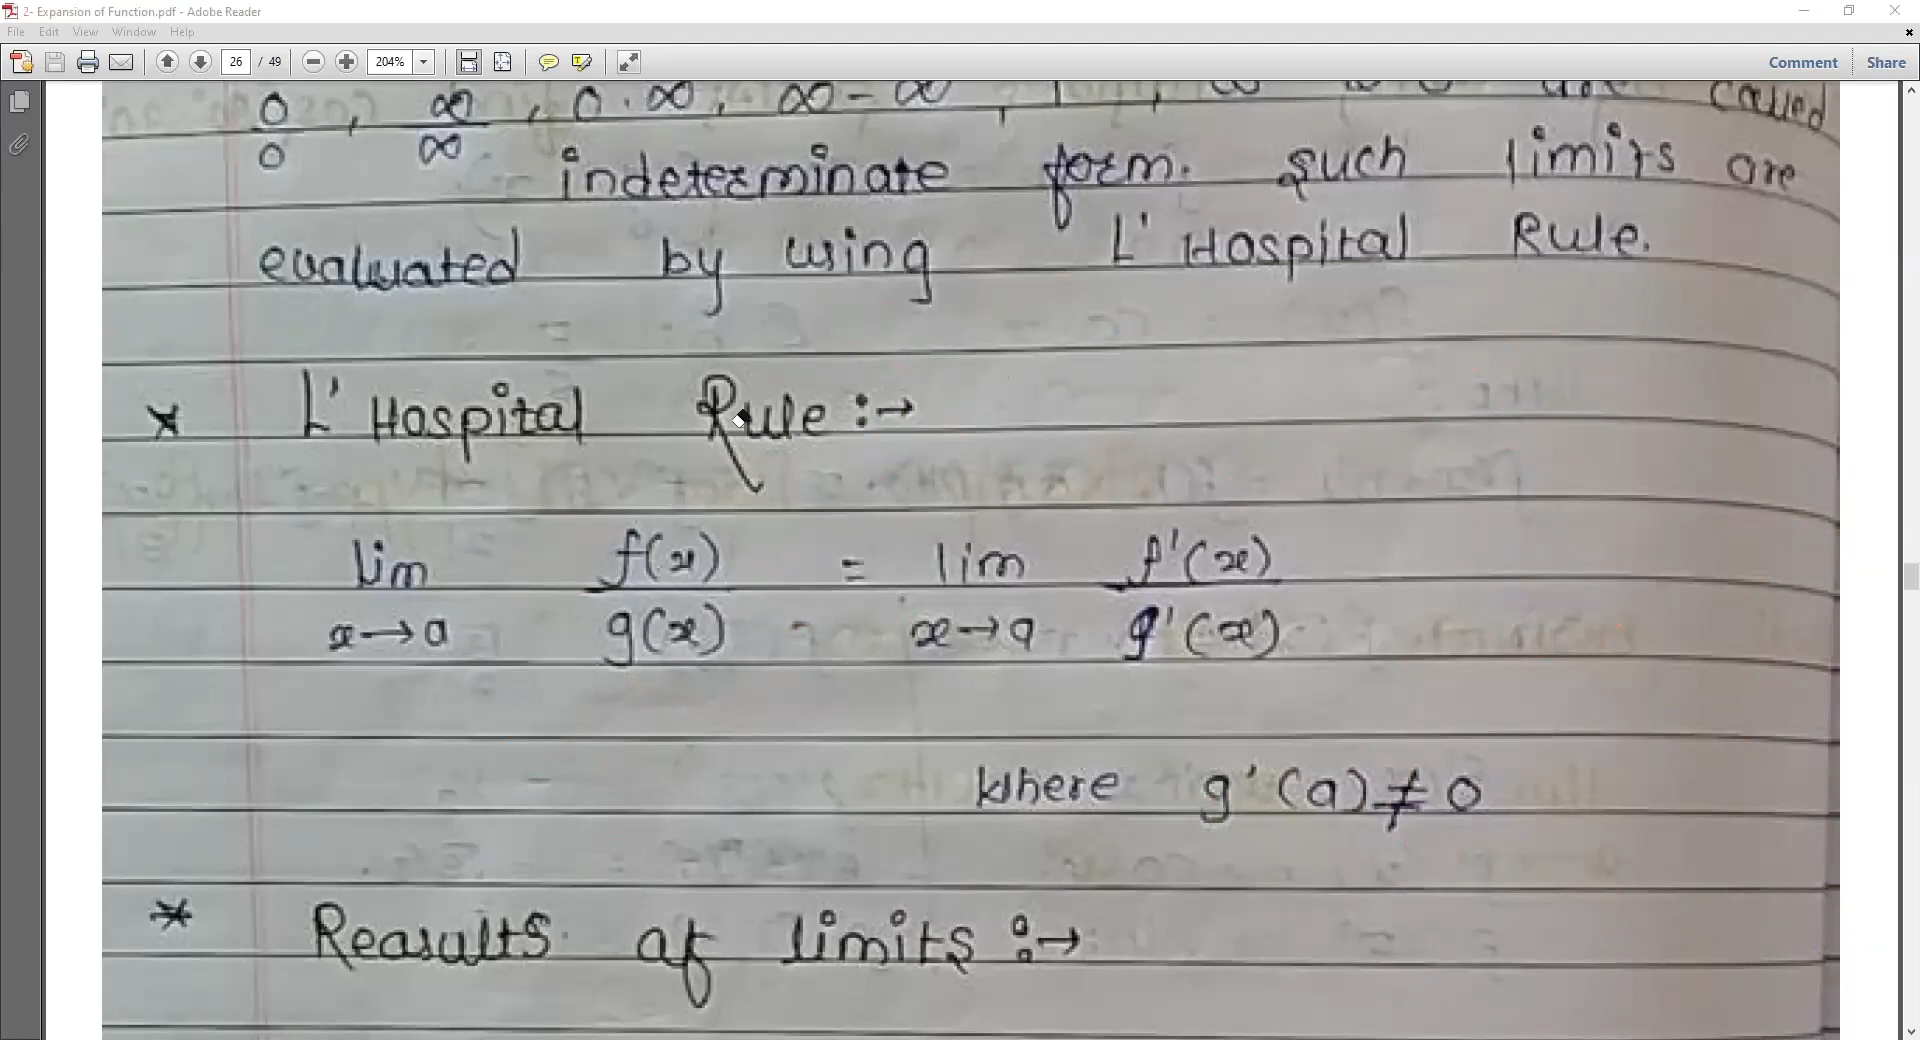 2- Expansion of Function.pdf - Adobe Reader
File Edit View Window Help
26 / 49 204% Comment Share
0/0, ∞/∞, 0·∞, ∞-∞, called
indeterminate form. such limits are
evaluated by using L' Hospital Rule.
* L' Hospital Rule :→
lim x→a f(x)/g(x) = lim x→a f'(x)/g'(x)
Where g'(a) ≠ 0
* Reasults of limits :→